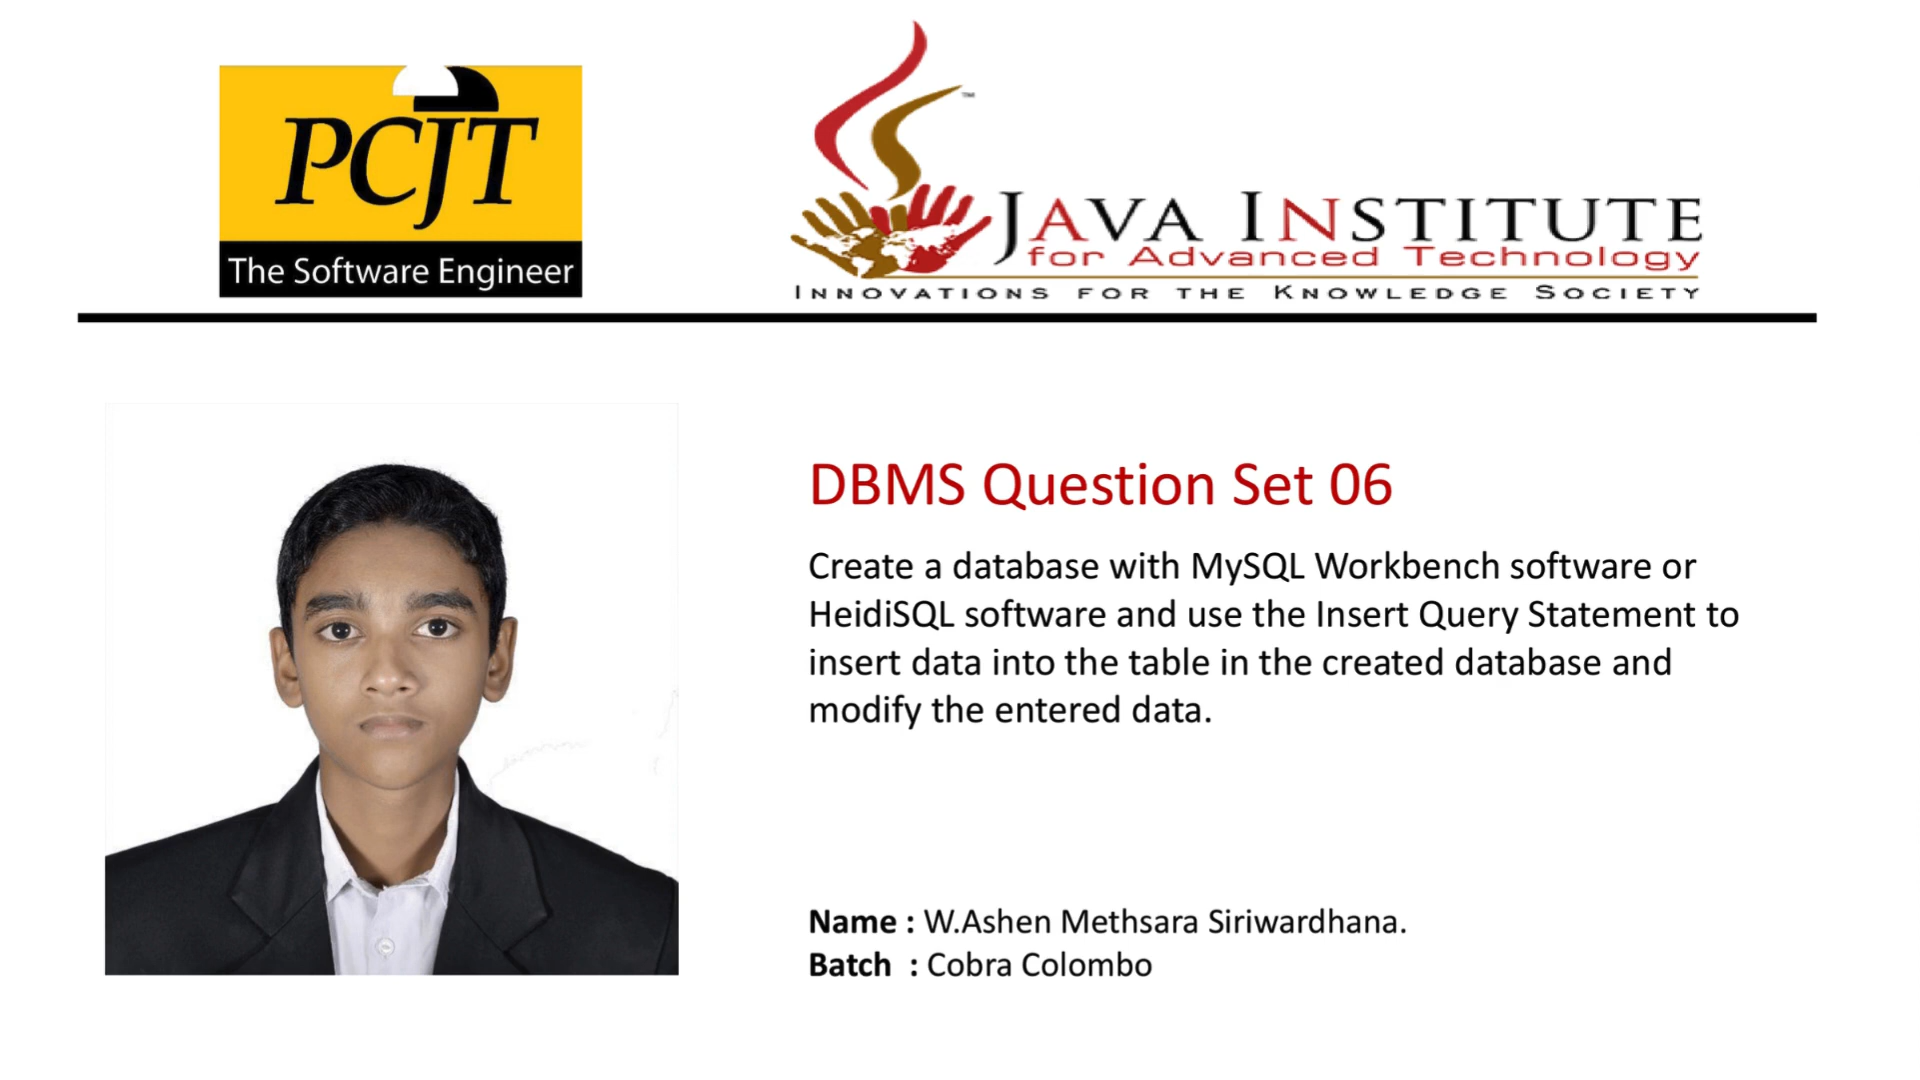 PCJT
The Software Engineer
™
JAVA INSTITUTE
for Advanced Technology
INNOVATIONS FOR THE KNOWLEDGE SOCIETY
DBMS Question Set 06
Create a database with MySQL Workbench software or
HeidiSQL software and use the Insert Query Statement to
insert data into the table in the created database and
modify the entered data.
Name : W.Ashen Methsara Siriwardhana.
Batch : Cobra Colombo